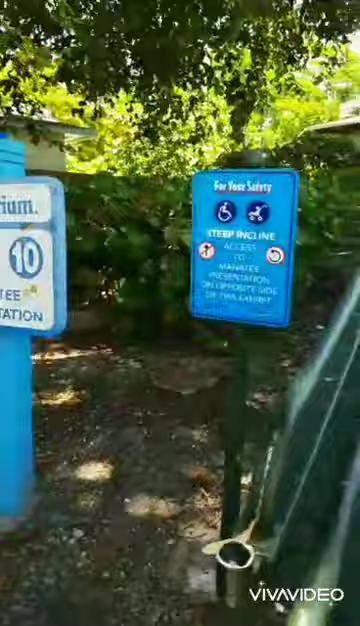 ium.
10
TEE
TATION
For Your Safety
STEEP INCLINE
ACCESS
TO
MANATEE
PRESENTATION
ON OPPOSITE SIDE
OF THIS EXHIBIT
VIVAVIDEO